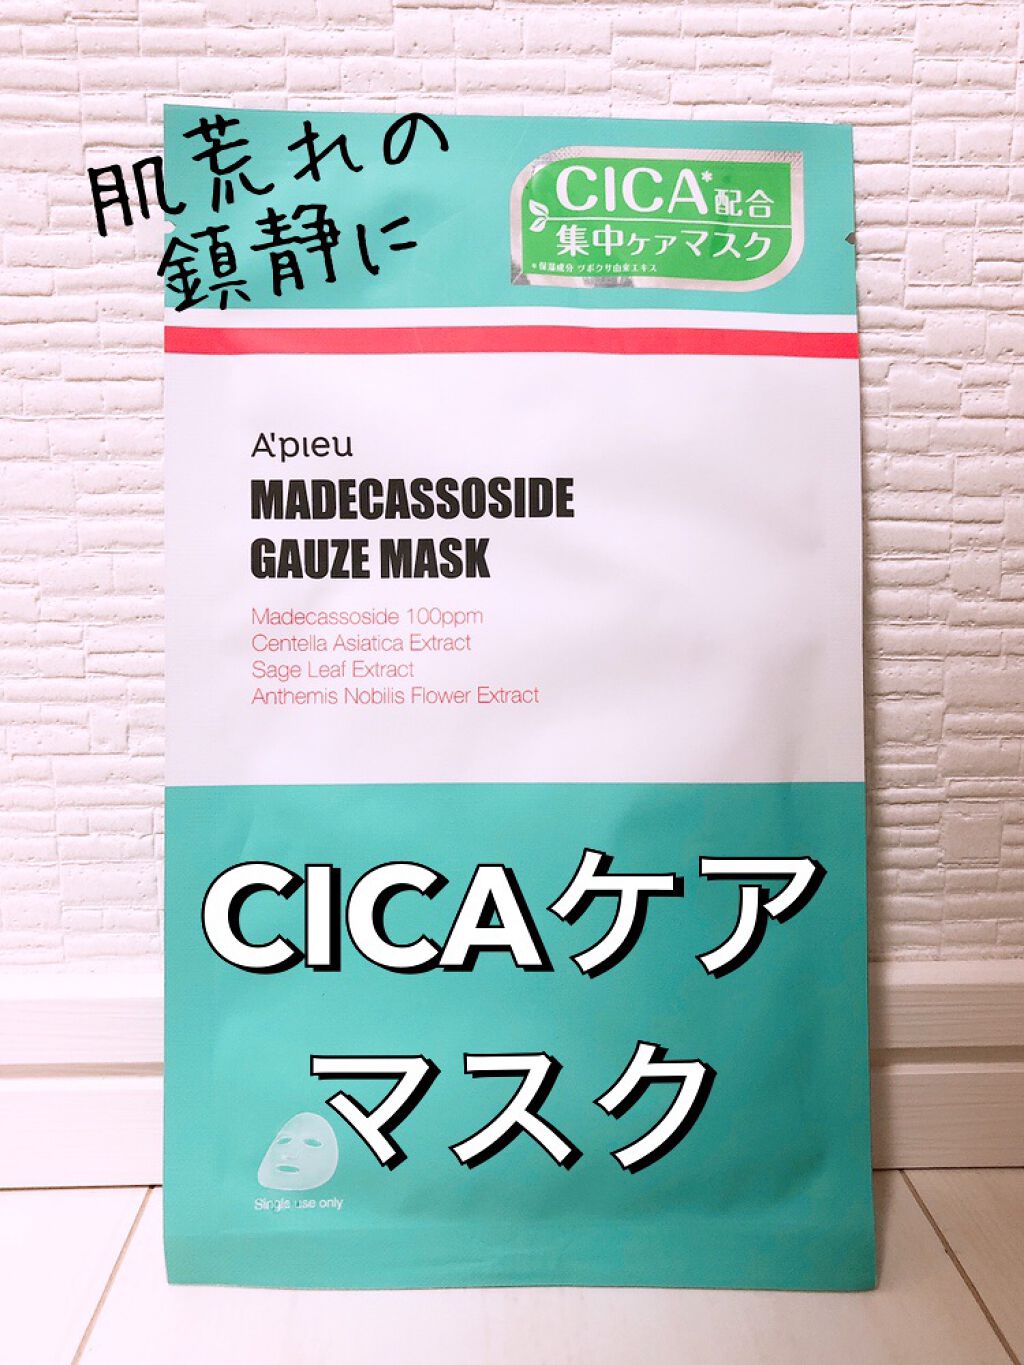 肌荒れの
鎮静に
CICA*配合
集中ケアマスク
*保湿成分 ツボクサ由来エキス
A'pieu
MADECASSOSIDE
GAUZE MASK
Madecassoside 100ppm
Centella Asiatica Extract
Sage Leaf Extract
Anthemis Nobilis Flower Extract
CICAケア
マスク
Single use only